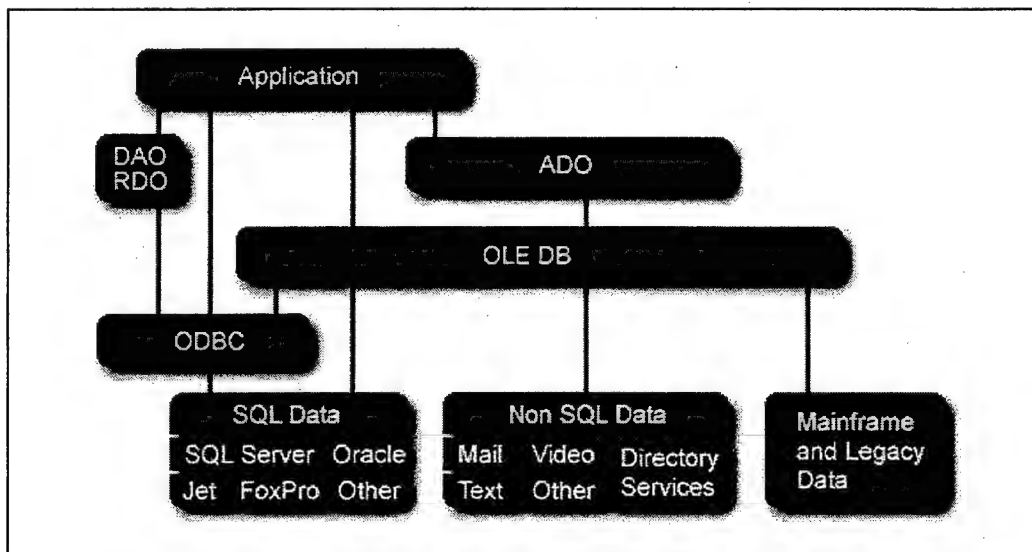 Application
DAO
RDO
ADO
OLE DB
ODBC
SQL Data
SQL Server Oracle
Jet FoxPro Other
Non SQL Data
Mail Video Directory
Text Other Services
Mainframe
and Legacy
Data